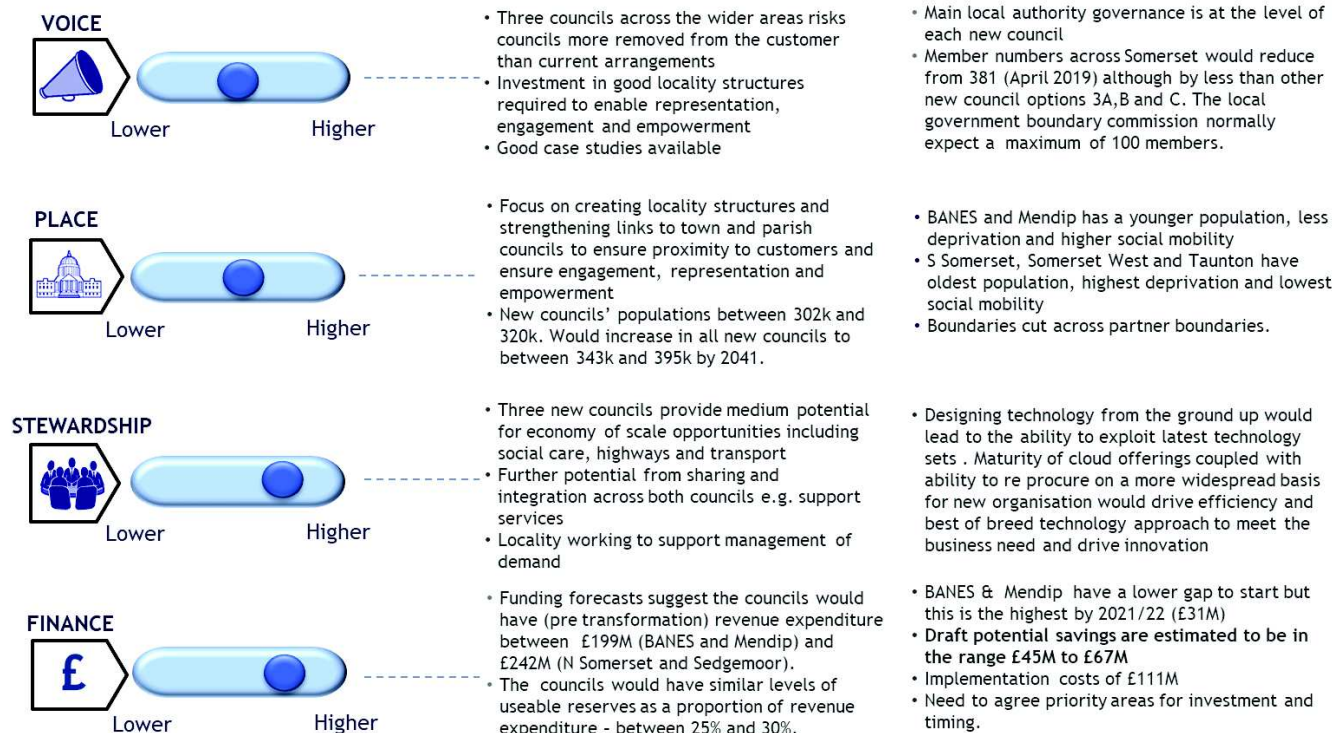 VOICE
Lower
Higher
• Three councils across the wider areas risks
councils more removed from the customer
than current arrangements
• Investment in good locality structures
required to enable representation,
engagement and empowerment
• Good case studies available
• Main local authority governance is at the level of
each new council
• Member numbers across Somerset would reduce
from 381 (April 2019) although by less than other
new council options 3A,B and C. The local
government boundary commission normally
expect a maximum of 100 members.
PLACE
Lower
Higher
• Focus on creating locality structures and
strengthening links to town and parish
councils to ensure proximity to customers and
ensure engagement, representation and
empowerment
• New councils’ populations between 302k and
320k. Would increase in all new councils to
between 343k and 395k by 2041.
• BANES and Mendip has a younger population, less
deprivation and higher social mobility
• S Somerset, Somerset West and Taunton have
oldest population, highest deprivation and lowest
social mobility
• Boundaries cut across partner boundaries.
STEWARDSHIP
Lower
Higher
• Three new councils provide medium potential
for economy of scale opportunities including
social care, highways and transport
• Further potential from sharing and
integration across both councils e.g. support
services
• Locality working to support management of
demand
• Designing technology from the ground up would
lead to the ability to exploit latest technology
sets . Maturity of cloud offerings coupled with
ability to re procure on a more widespread basis
for new organisation would drive efficiency and
best of breed technology approach to meet the
business need and drive innovation
FINANCE
£
Lower
Higher
• Funding forecasts suggest the councils would
have (pre transformation) revenue expenditure
between £199M (BANES and Mendip) and
£242M (N Somerset and Sedgemoor).
• The councils would have similar levels of
useable reserves as a proportion of revenue
expenditure – between 25% and 30%.
• BANES & Mendip have a lower gap to start but
this is the highest by 2021/22 (£31M)
• Draft potential savings are estimated to be in
the range £45M to £67M
• Implementation costs of £111M
• Need to agree priority areas for investment and
timing.